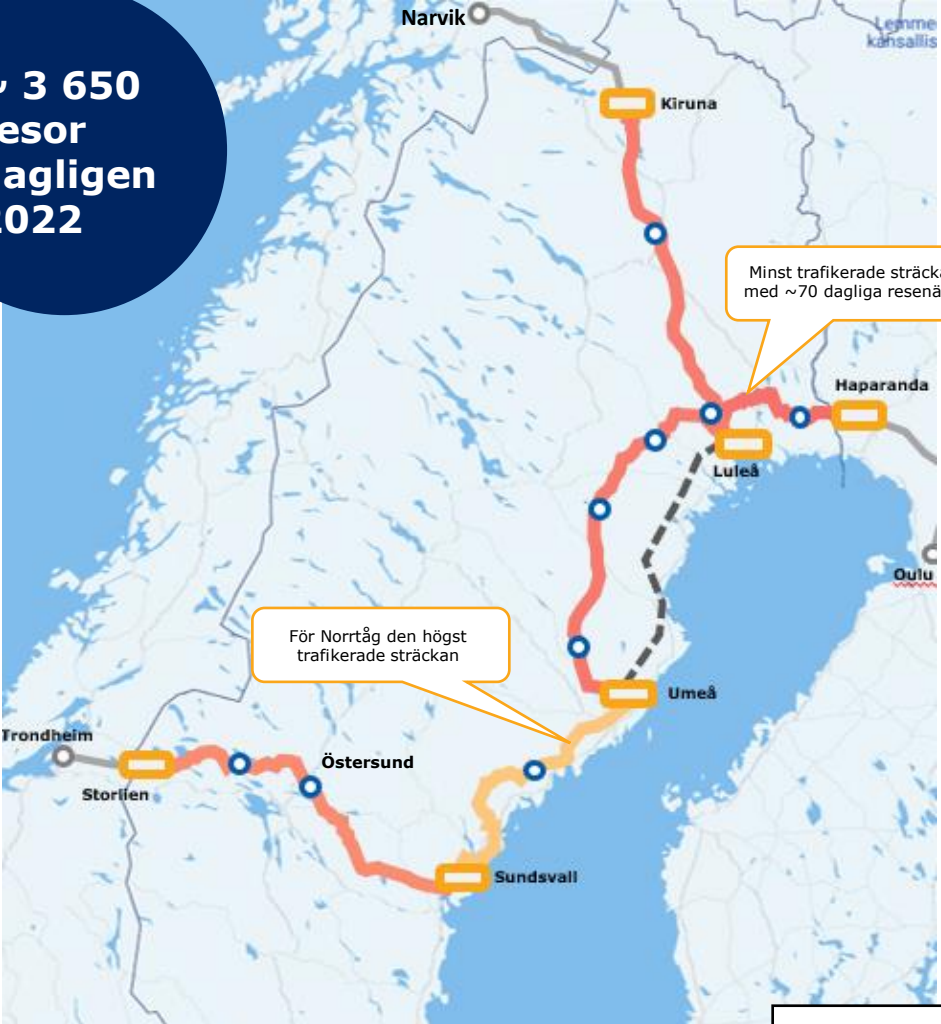 Narvik
Lemme
kansallis
3 650
esor
agligen
2022
Kiruna
Minst trafikerade sträcka
med ~70 dagliga resenä
Haparanda
Luleå
Oulu
För Norrtåg den högst
trafikerade sträckan
Umeå
Trondheim
Östersund
Storlien
Sundsvall